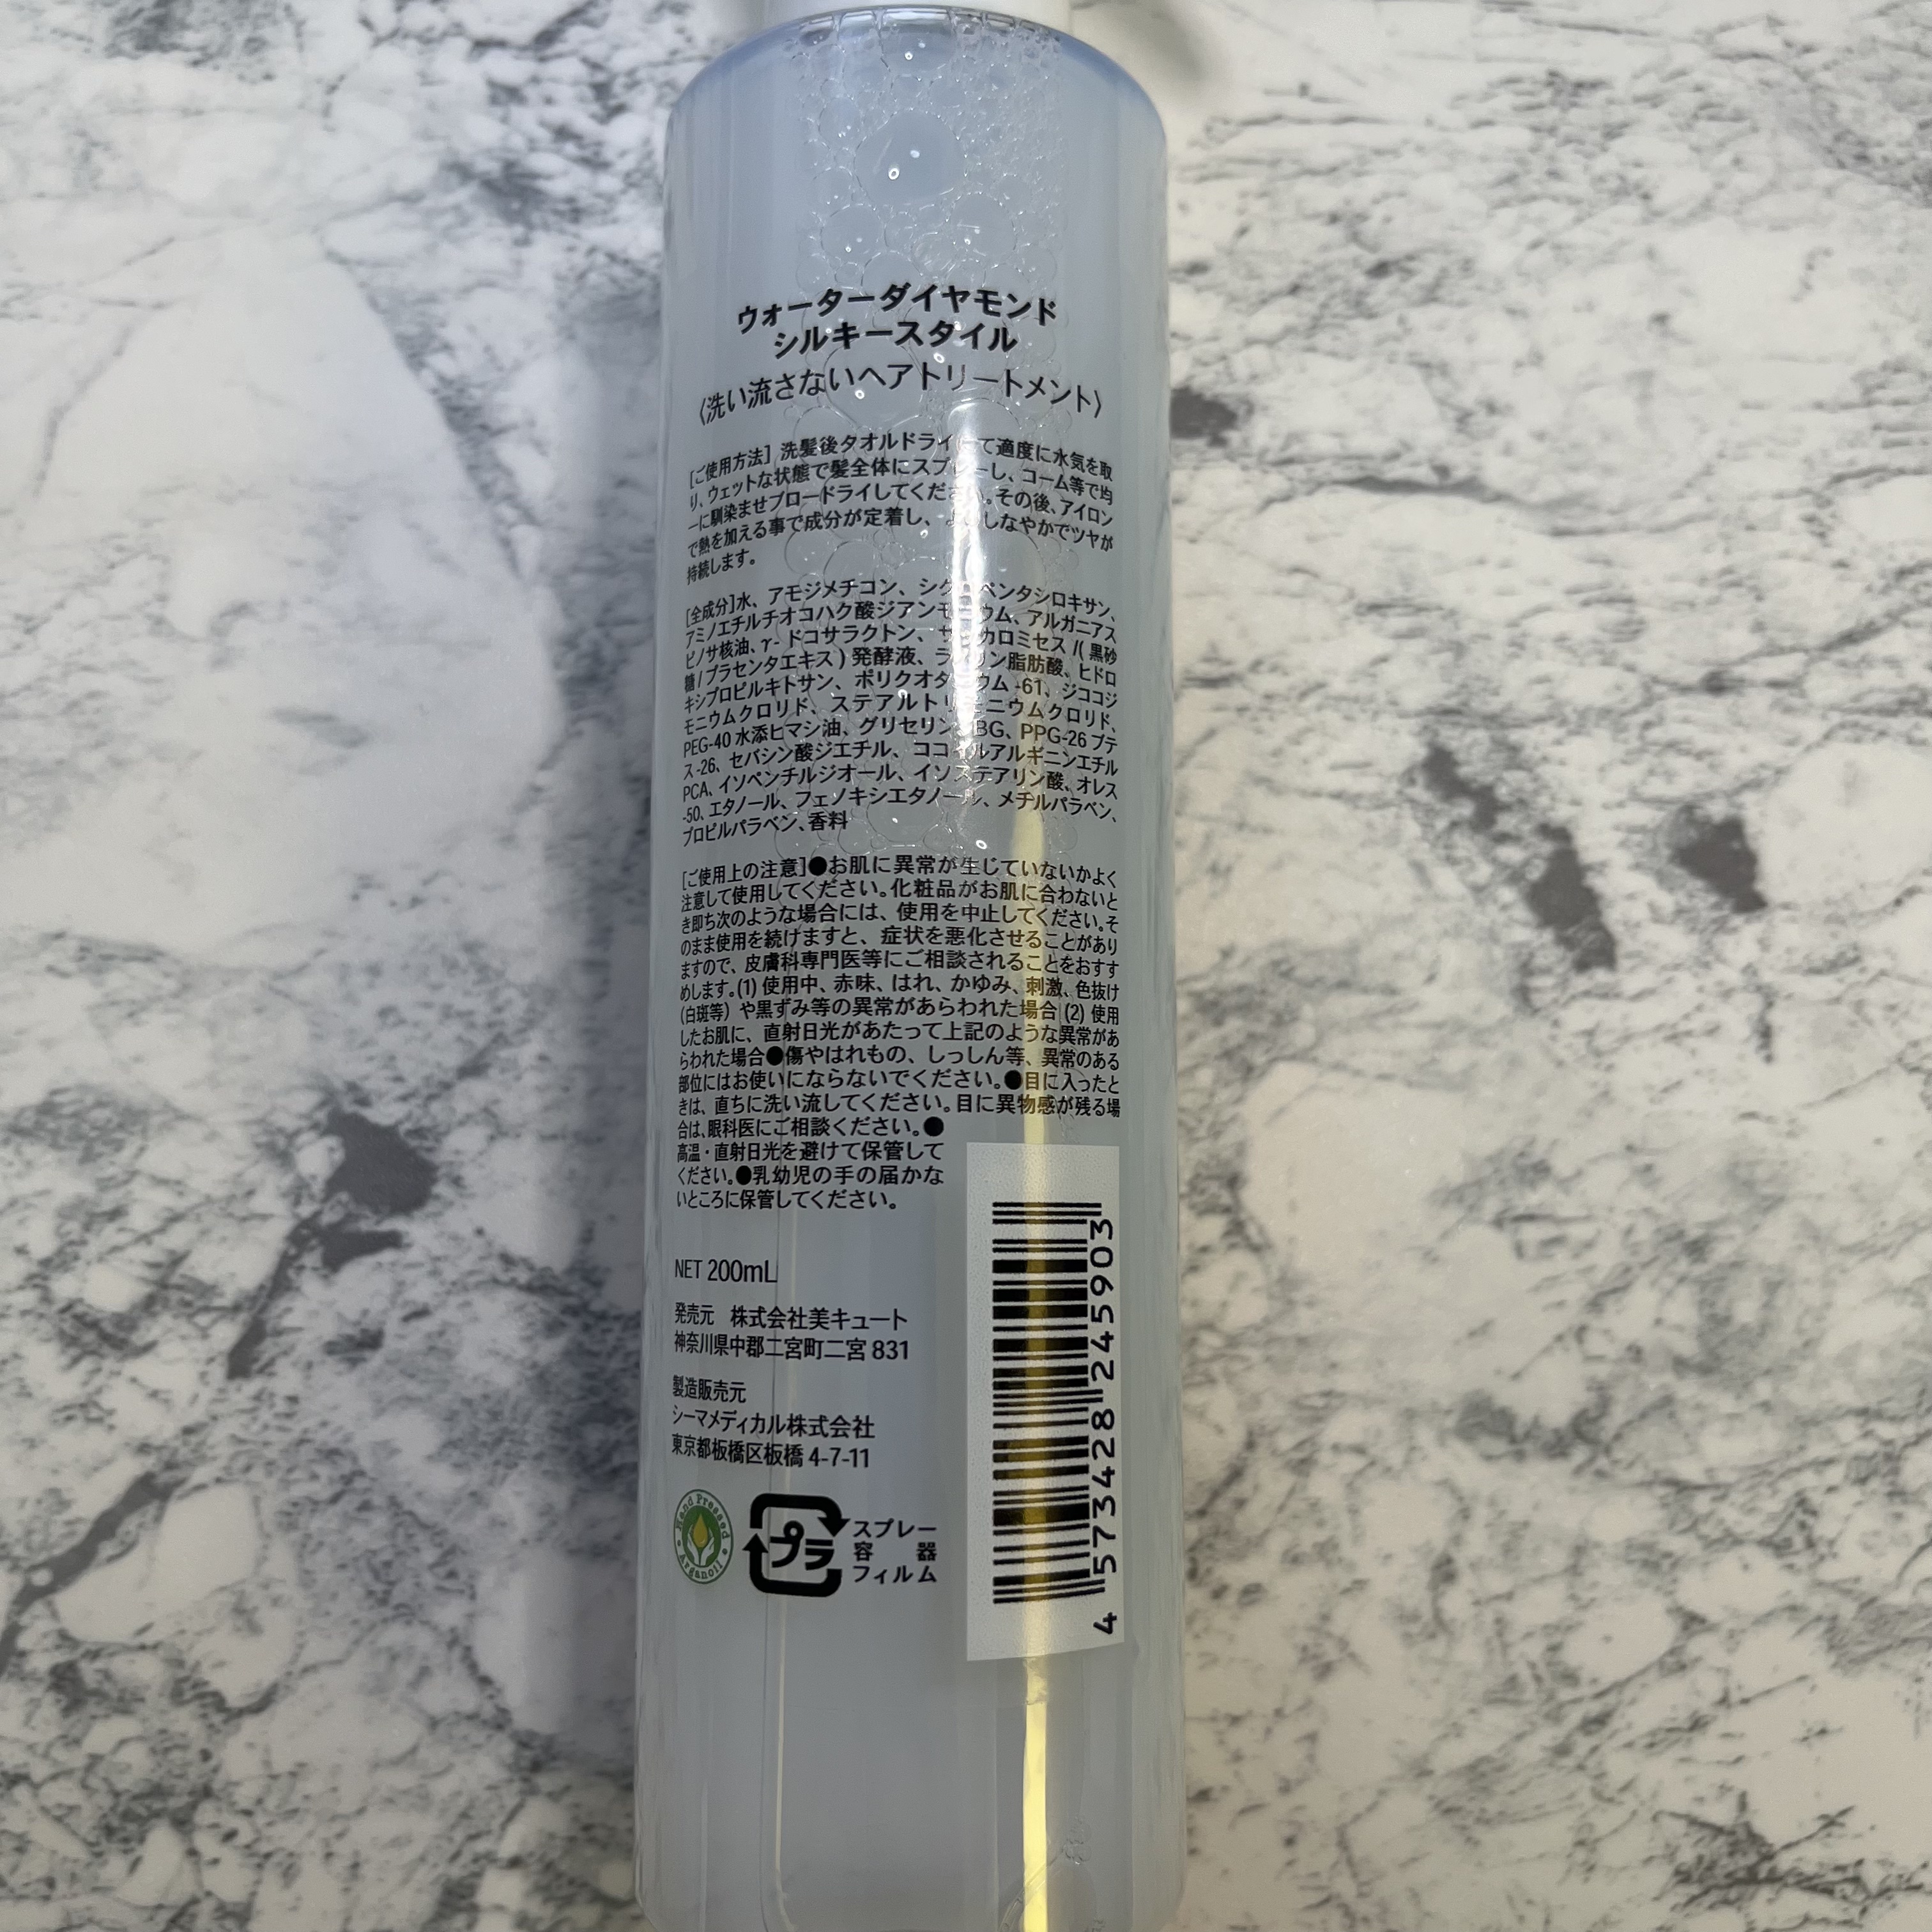 ウォーターダイヤモンド
シルキースタイル
〈洗い流さないヘアトリートメント〉
[ご使用方法] 洗髪後タオルドライ て適度に水気を取
り、ウェットな状態で髪全体にスプ ーし、コーム等で均
一に馴染ませブロードライしてくだ 。その後、アイロン
で熱を加える事で成分が定着し、 しなやかでツヤが
持続します。
[全成分]水、アモジメチコン、シク ペンタシロキサン、
アミノエチルチオコハク酸ジアンモ ウム、アルガニアス
ピノサ核油、γ-ドコサラクトン、サッカロミセス/(黒砂
糖/プラセンタエキス)発酵液、ラノリン脂肪酸、ヒドロ
キシプロピルキトサン、ポリクオタ ウム-61、ジココジ
モニウムクロリド、ステアルトリ ニウムクロリド、
PEG-40水添ヒマシ油、グリセリン BG、PPG-26ブテ
ス-26、セバシン酸ジエチル、ココイルアルギニンエチル
PCA、イソペンチルジオール、イソステアリン酸、オレス
-50、エタノール、フェノキシエタノール、メチルパラベン、
プロピルパラベン、香料
[ご使用上の注意]●お肌に異常が生じていないかよく
注意して使用してください。化粧品がお肌に合わないと
き即ち次のような場合には、使用を中止してください。そ
のまま使用を続けますと、症状を悪化させることがあり
ますので、皮膚科専門医等にご相談されることをおすす
めします。(1)使用中、赤味、はれ、かゆみ、刺激、色抜け
(白斑等)や黒ずみ等の異常があらわれた場合(2)使用
したお肌に、直射日光があたって上記のような異常があ
らわれた場合●傷やはれもの、しっしん等、異常のある
部位にはお使いにならないでください。●目に入ったと
きは、直ちに洗い流してください。目に異物感が残る場
合は、眼科医にご相談ください。●
高温・直射日光を避けて保管して
ください。●乳幼児の手の届かな
いところに保管してください。
NET 200mL
発売元 株式会社美キュート
神奈川県中郡二宮町二宮831
製造販売元
シーマメディカル株式会社
東京都板橋区板橋4-7-11
Hand Pressed
Arganoil
プラ
スプレー
容器
フィルム
4 573428 245903